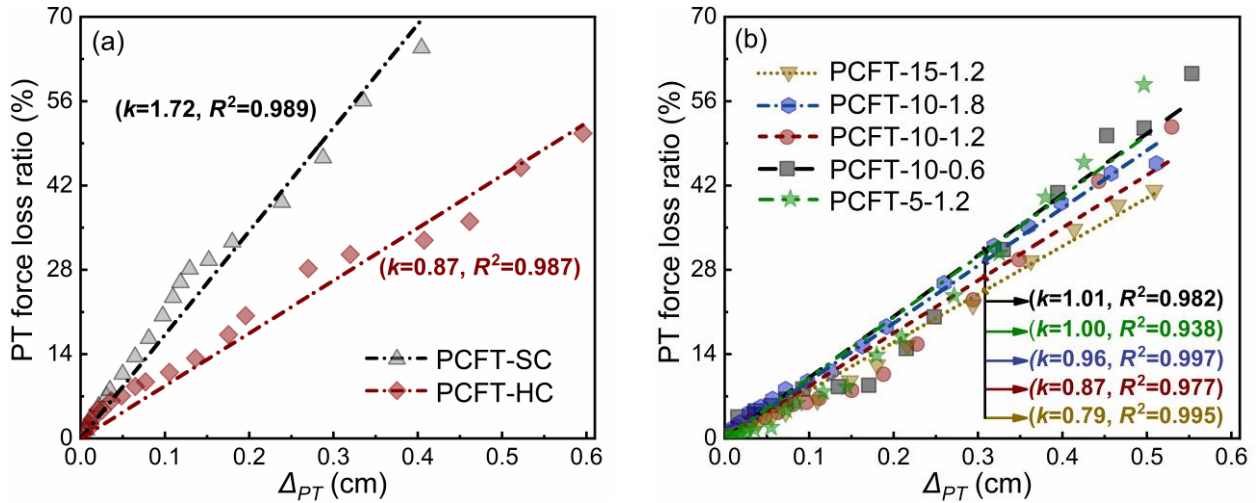 (a)
PT force loss ratio (%)
70
56
42
28
14
0
(k=1.72, R²=0.989)
(k=0.87, R²=0.987)
PCFT-SC
PCFT-HC
0.0 0.1 0.2 0.3 0.4 0.5 0.6
Δ_PT (cm)
(b)
PT force loss ratio (%)
70
56
42
28
14
0
PCFT-15-1.2
PCFT-10-1.8
PCFT-10-1.2
PCFT-10-0.6
PCFT-5-1.2
(k=1.01, R²=0.982)
(k=1.00, R²=0.938)
(k=0.96, R²=0.997)
(k=0.87, R²=0.977)
(k=0.79, R²=0.995)
0.0 0.1 0.2 0.3 0.4 0.5 0.6
Δ_PT (cm)